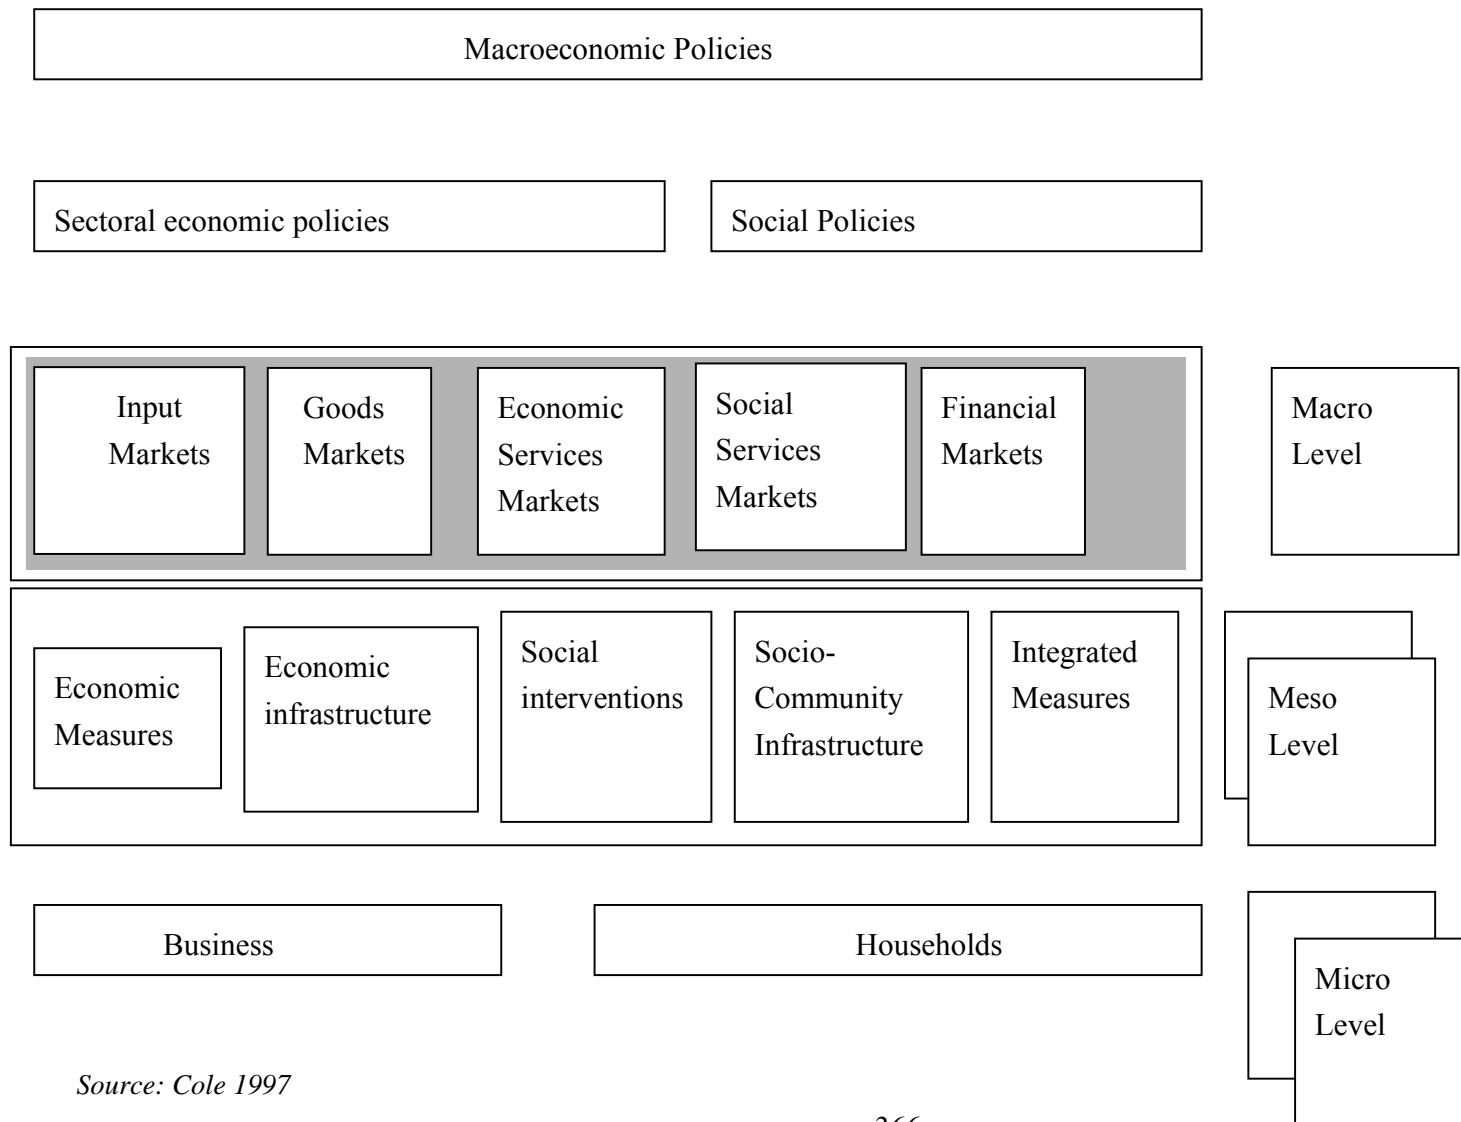 Macroeconomic Policies
Sectoral economic policies
Social Policies
Input
Markets
Goods
Markets
Economic
Services
Markets
Social
Services
Markets
Financial
Markets
Macro
Level
Economic
Measures
Economic
infrastructure
Social
interventions
Socio-
Community
Infrastructure
Integrated
Measures
Meso
Level
Business
Households
Micro
Level
Source: Cole 1997